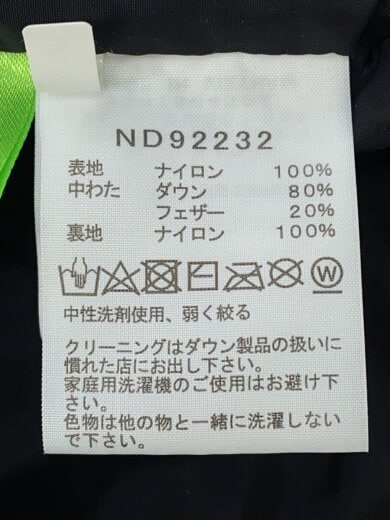 ND92232
表地 ナイロン 100%
中わた ダウン 80%
フェザー 20%
裏地 ナイロン 100%
W
中性洗剤使用、弱く絞る
クリーニングはダウン製品の扱いに
慣れた店にお出し下さい。
家庭用洗濯機のご使用はお避け下
さい。
色物は他の物と一緒に洗濯しない
で下さい。